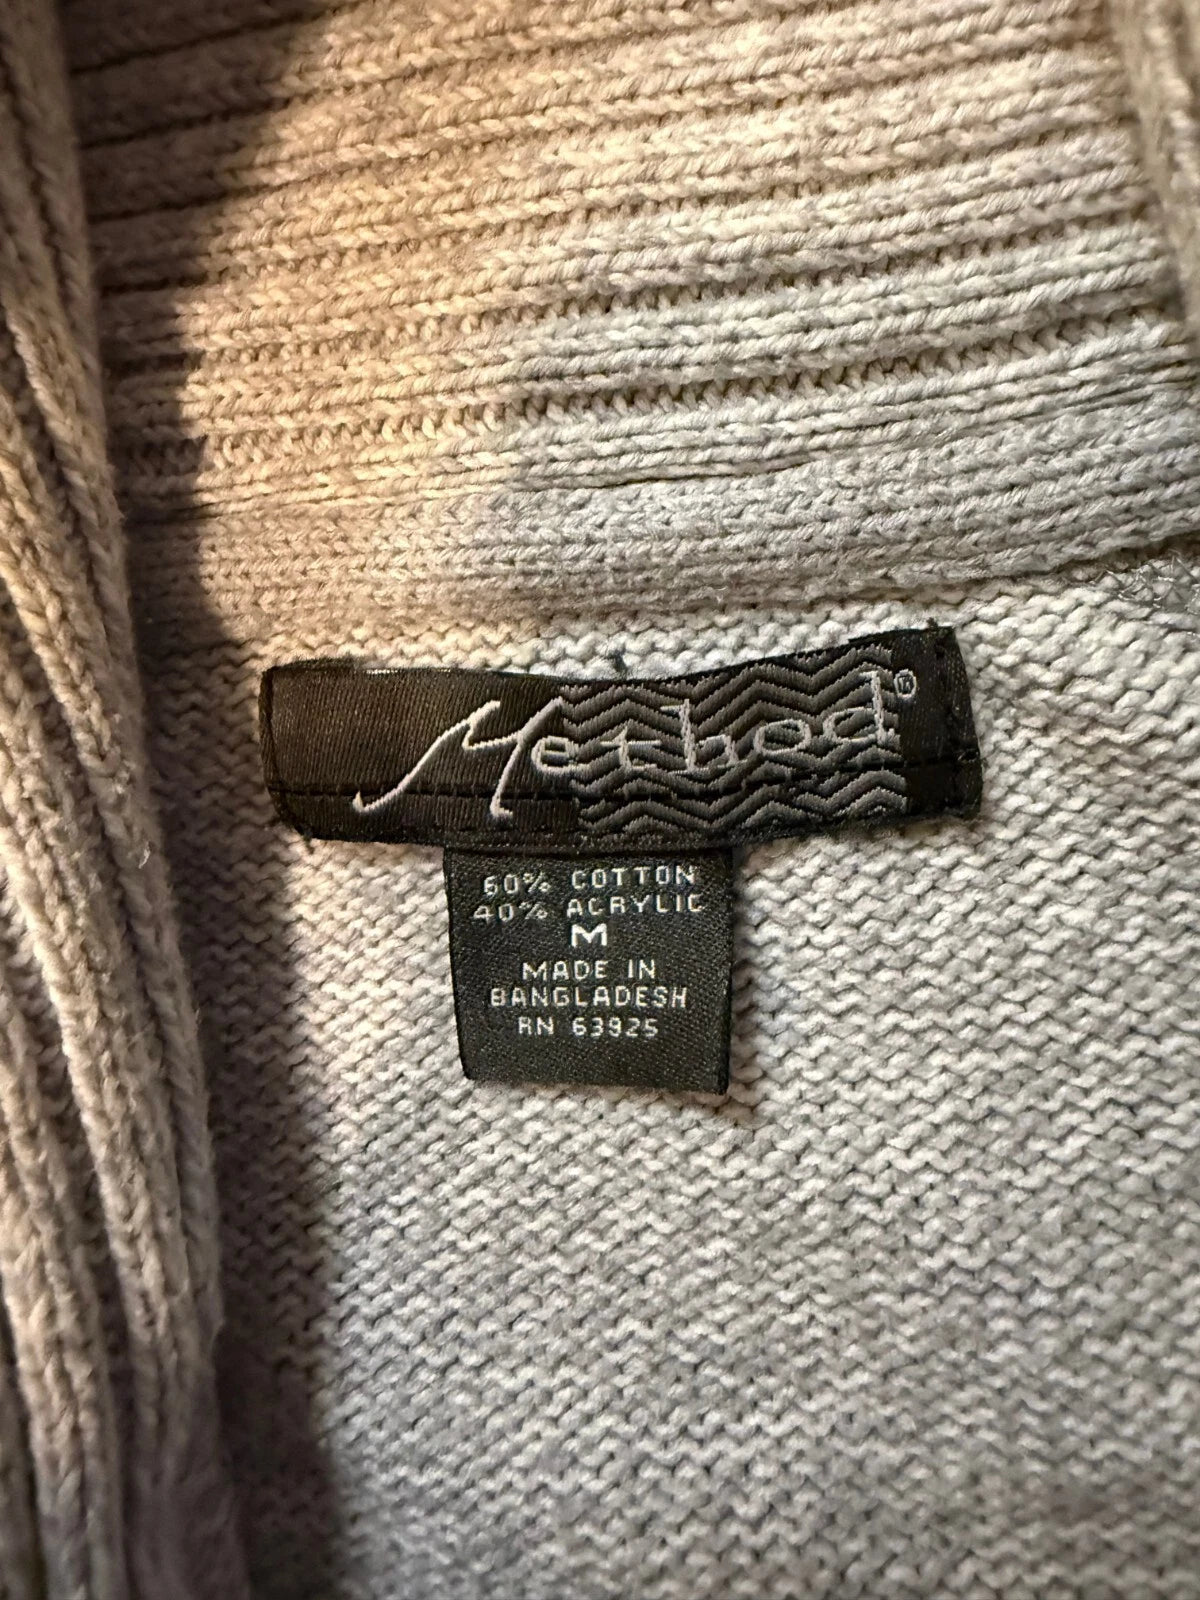 Method®
60% COTTON
40% ACRYLIC
M
MADE IN
BANGLADESH
RN 63925